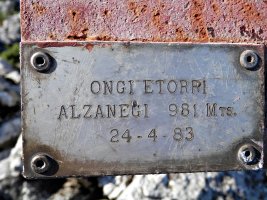 ONGI ETORRI
ALZANEGI 981 MTS.
24-4-83